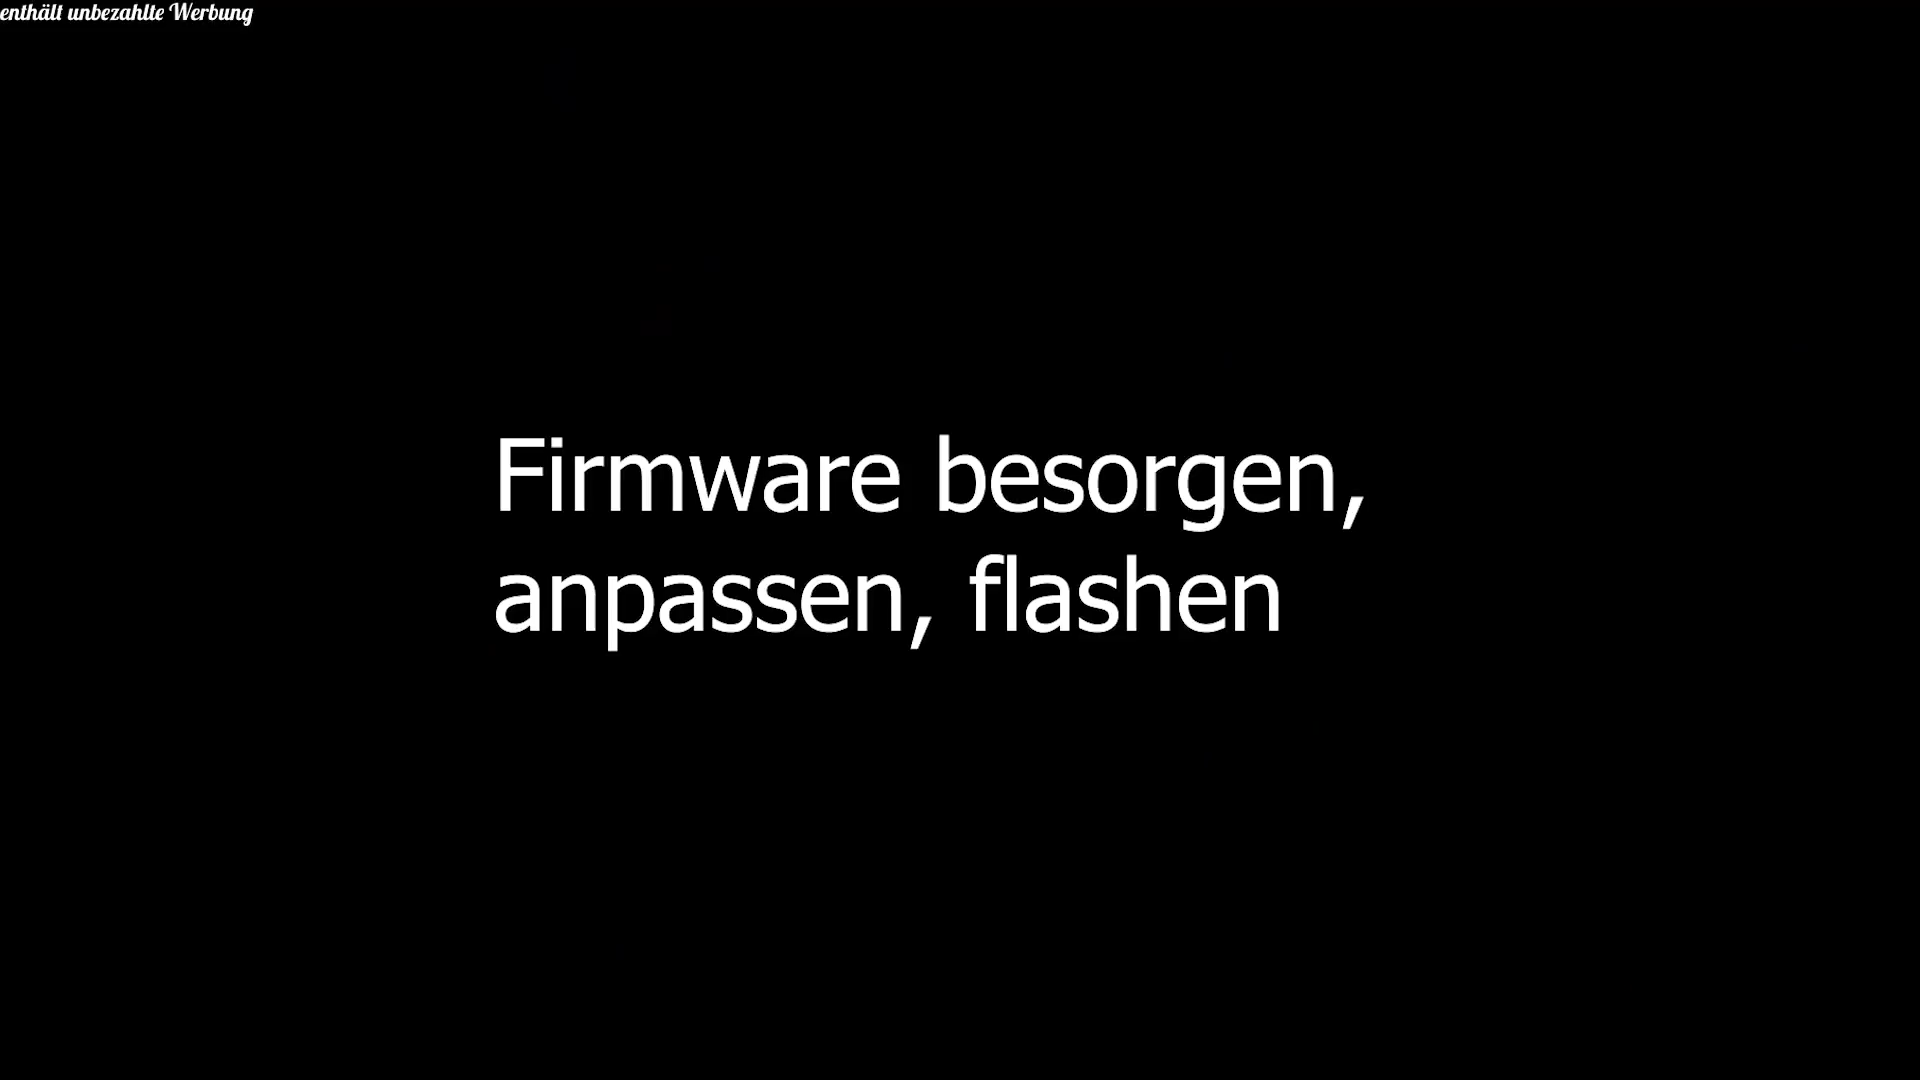 enthält unbezahlte Werbung
Firmware besorgen,
anpassen, flashen